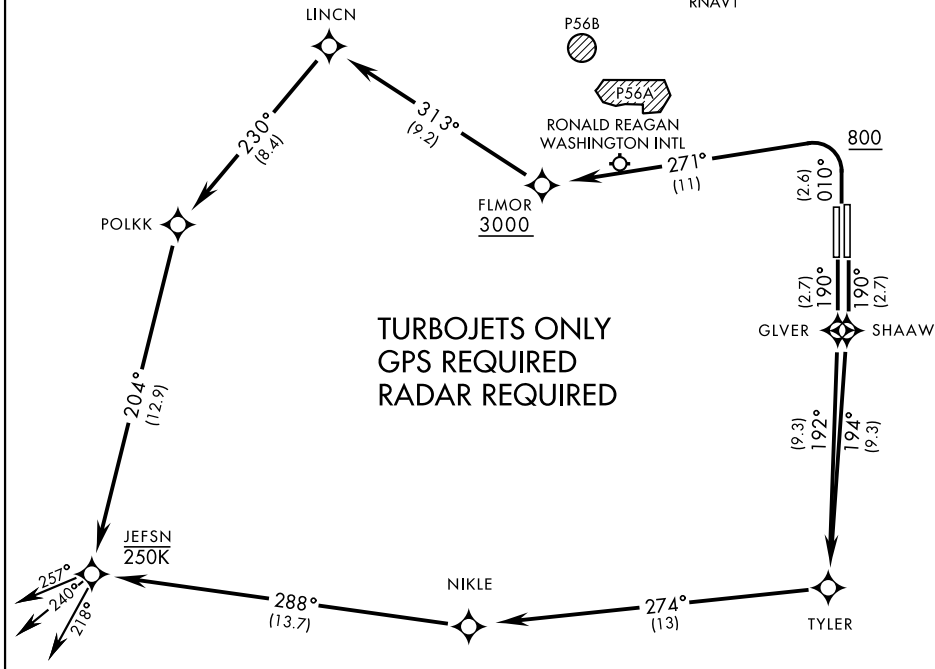 RNAV1
LINCN
P56B
P56A
RONALD REAGAN
WASHINGTON INTL
800
313°
(9.2)
230°
(8.4)
271°
(11)
(2.6)
010°
FLMOR
3000
POLKK
(2.7)
190°
190°
(2.7)
GLVER
SHAAW
TURBOJETS ONLY
GPS REQUIRED
RADAR REQUIRED
204°
(12.9)
(9.3)
192°
194°
(9.3)
JEFSN
250K
257°
240°
218°
NIKLE
288°
(13.7)
274°
(13)
TYLER